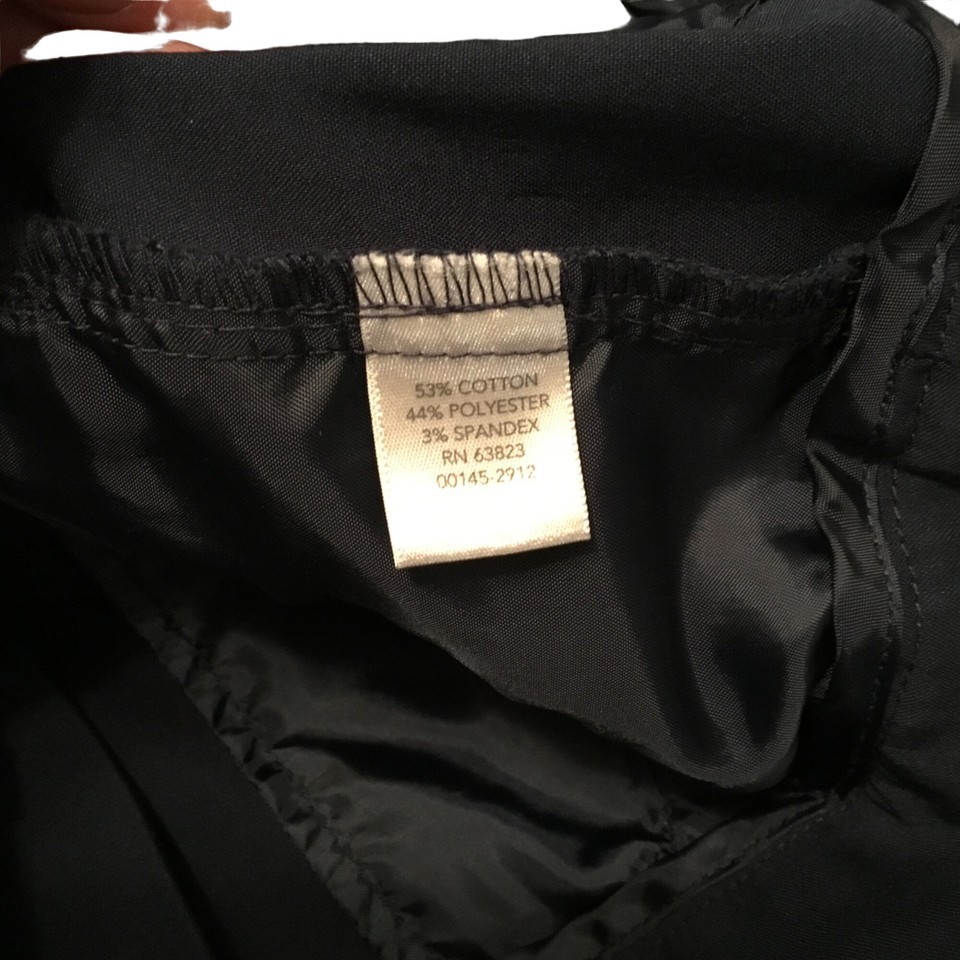 53% COTTON
44% POLYESTER
3% SPANDEX
RN 63823
00145-2912